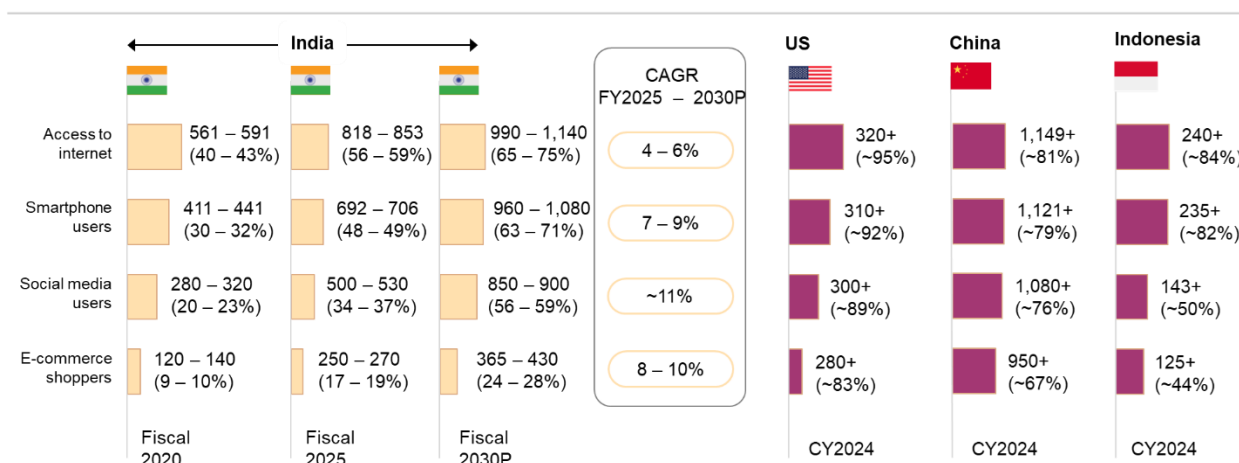 India
US
China
Indonesia
CAGR
FY2025 – 2030P
Access to
internet
561 – 591
(40 – 43%)
818 – 853
(56 – 59%)
990 – 1,140
(65 – 75%)
4 – 6%
320+
(~95%)
1,149+
(~81%)
240+
(~84%)
Smartphone
users
411 – 441
(30 – 32%)
692 – 706
(48 – 49%)
960 – 1,080
(63 – 71%)
7 – 9%
310+
(~92%)
1,121+
(~79%)
235+
(~82%)
Social media
users
280 – 320
(20 – 23%)
500 – 530
(34 – 37%)
850 – 900
(56 – 59%)
~11%
300+
(~89%)
1,080+
(~76%)
143+
(~50%)
E-commerce
shoppers
120 – 140
(9 – 10%)
250 – 270
(17 – 19%)
365 – 430
(24 – 28%)
8 – 10%
280+
(~83%)
950+
(~67%)
125+
(~44%)
Fiscal
2020
Fiscal
2025
Fiscal
2030P
CY2024
CY2024
CY2024